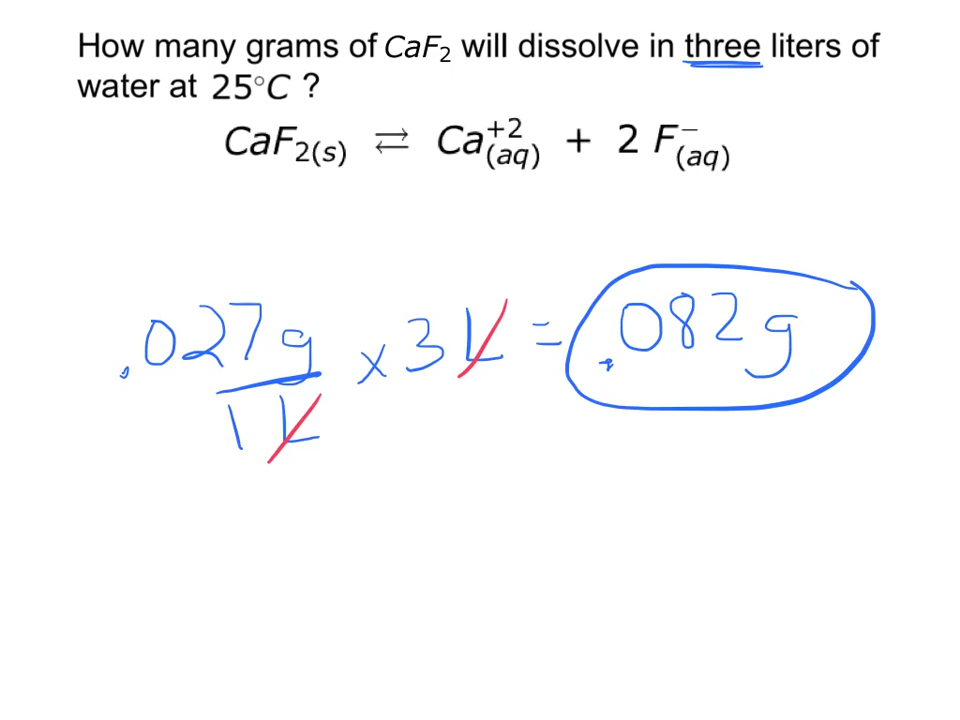 How many grams of CaF₂ will dissolve in three liters of
water at 25°C ?
CaF₂(s) ⇄ Ca⁺²(aq) + 2 F⁻(aq)
.027g/1L x 3L = .082g